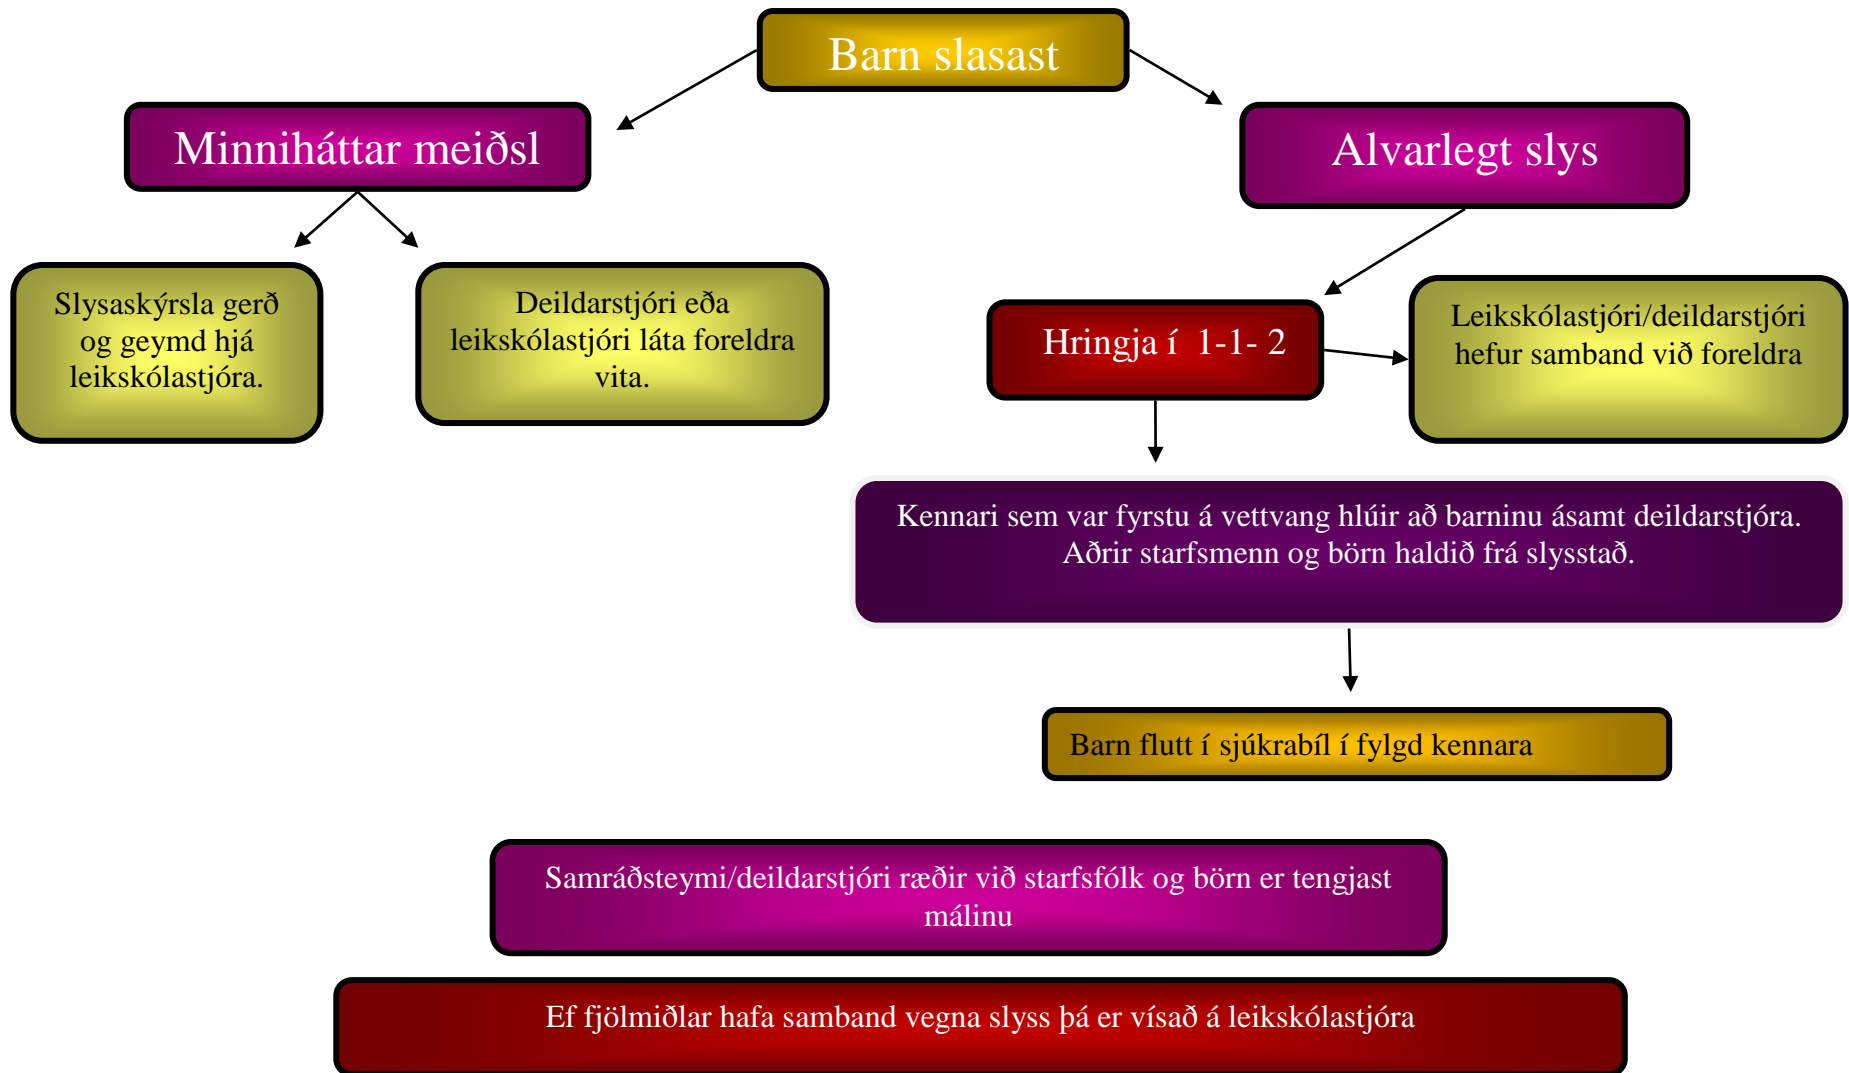 Barn slasast
Minniháttar meiðsl
Alvarlegt slys
Slysaskýrsla gerð
og geymd hjá
leikskólastjóra.
Deildarstjóri eða
leikskólastjóri láta foreldra
vita.
Hringja í 1-1- 2
Leikskólastjóri/deildarstjóri
hefur samband við foreldra
Kennari sem var fyrstu á vettvang hlúir að barninu ásamt deildarstjóra.
Aðrir starfsmenn og börn haldið frá slysstað.
Barn flutt í sjúkrabíl í fylgd kennara
Samráðsteymi/deildarstjóri ræðir við starfsfólk og börn er tengjast
málinu
Ef fjölmiðlar hafa samband vegna slyss þá er vísað á leikskólastjóra